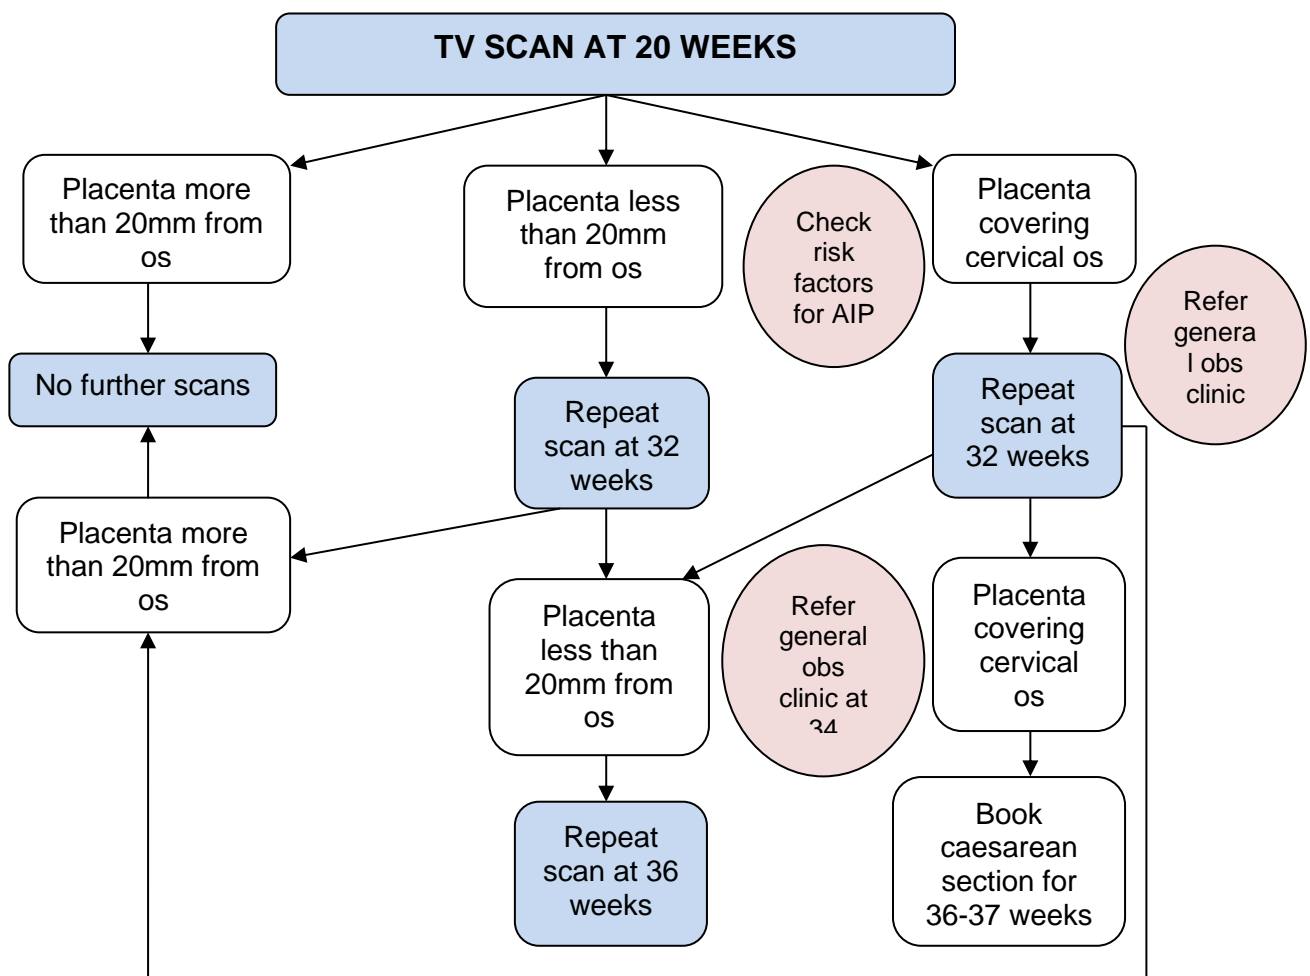 TV SCAN AT 20 WEEKS
Placenta more
than 20mm from
os
Placenta less
than 20mm
from os
Check
risk
factors
for AIP
Placenta
covering
cervical os
Refer
genera
l obs
clinic
No further scans
Repeat
scan at 32
weeks
Repeat
scan at
32 weeks
Placenta more
than 20mm from
os
Placenta
less than
20mm from
os
Refer
general
obs
clinic at
34
Placenta
covering
cervical
os
Repeat
scan at 36
weeks
Book
caesarean
section for
36-37 weeks